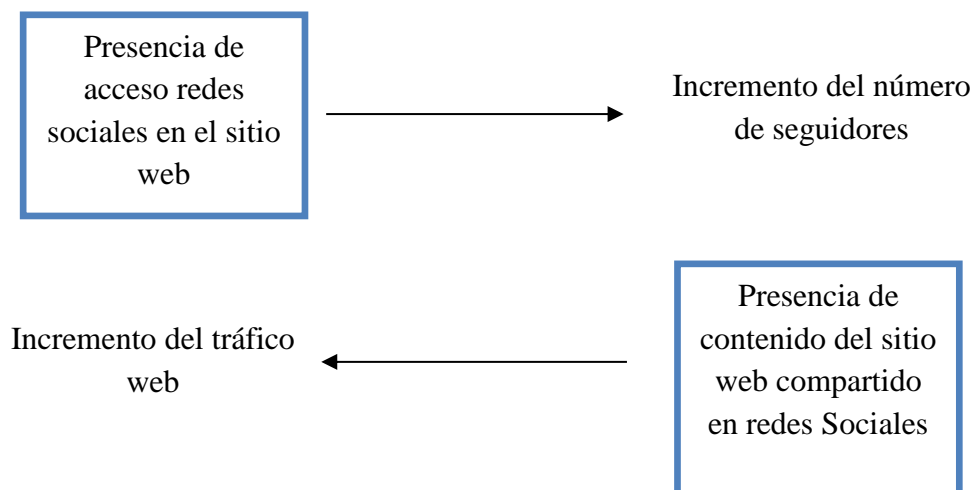 Presencia de
acceso redes
sociales en el sitio
web
Incremento del número
de seguidores
Incremento del tráfico
web
Presencia de
contenido del sitio
web compartido
en redes Sociales